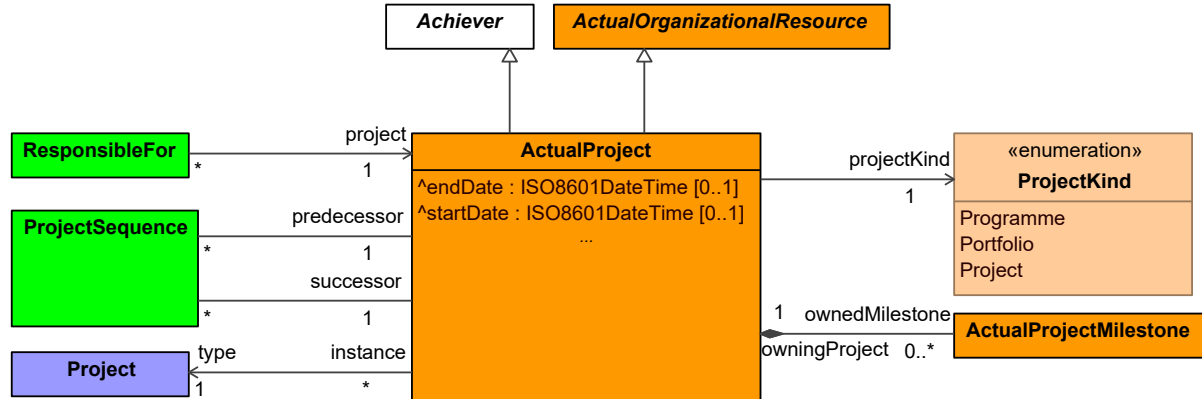 Achiever
ActualOrganizationalResource
ResponsibleFor
*
project
1
ActualProject
^endDate : ISO8601DateTime [0..1]
^startDate : ISO8601DateTime [0..1]
...
projectKind
1
«enumeration»
ProjectKind
Programme
Portfolio
Project
ProjectSequence
predecessor
*
1
successor
*
1
1
ownedMilestone
owningProject
0..*
ActualProjectMilestone
Project
type
1
instance
*